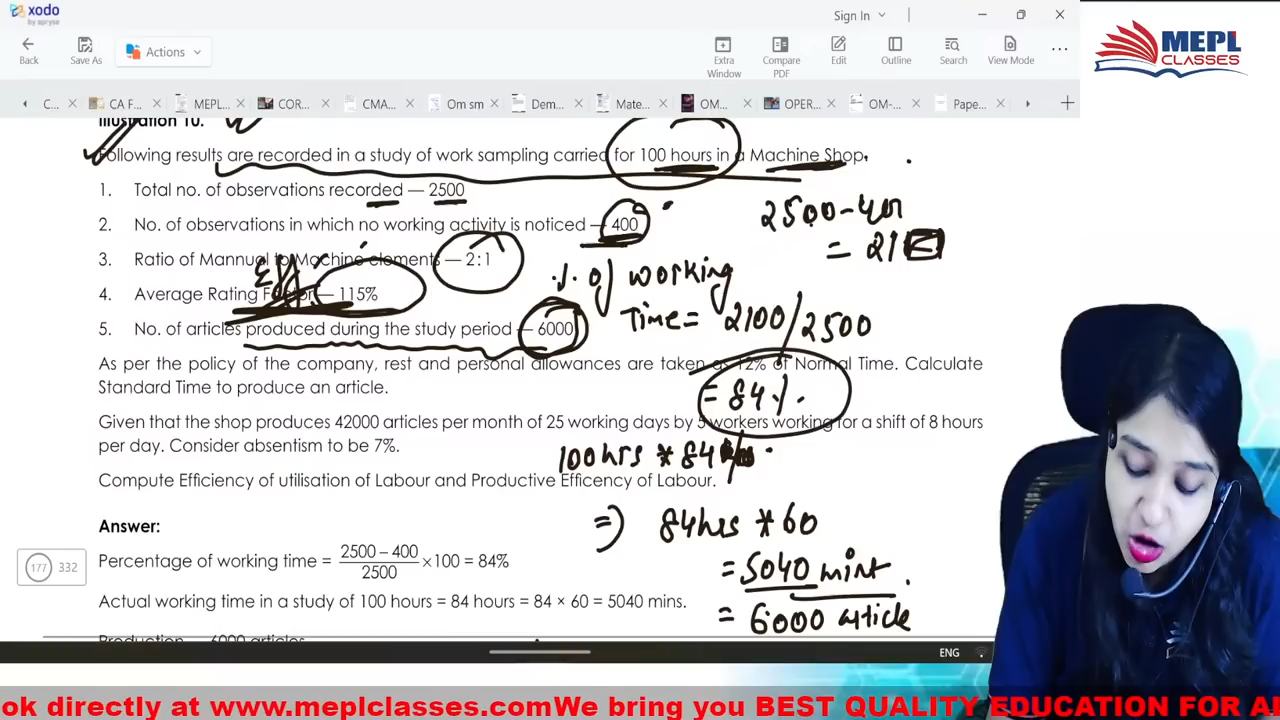 xodo
by apryse
Sign In
Back
Save As
Actions
Extra Window
Compare PDF
Edit
Outline
Search
View Mode
MEPL
CLASSES
C...
CA F...
MEPL...
COR...
CMA...
Om sm
Dem...
Mate...
OM...
OPER...
OM-...
Pape...
Illustration 10.
Following results are recorded in a study of work sampling carried for 100 hours in a Machine Shop.
1. Total no. of observations recorded — 2500
2. No. of observations in which no working activity is noticed — 400
2500-400
= 21
3. Ratio of Mannual to Machine elements — 2:1
Eff.
4. Average Rating Factor — 115%
% of working
Time = 2100/2500
5. No. of articles produced during the study period — 6000
As per the policy of the company, rest and personal allowances are taken as 12% of Normal Time. Calculate
Standard Time to produce an article.
= 84%.
Given that the shop produces 42000 articles per month of 25 working days by 5 workers working for a shift of 8 hours
per day. Consider absentism to be 7%.
100hrs * 84
Compute Efficiency of utilisation of Labour and Productive Efficency of Labour.
⇒ 84hrs * 60
Answer:
Percentage of working time = 2500 – 400 / 2500 ×100 = 84%
= 5040 mint
177 332
Actual working time in a study of 100 hours = 84 hours = 84 × 60 = 5040 mins.
= 6000 article
Production = 6000 articles
ENG
ok directly at www.meplclasses.comWe bring you BEST QUALITY EDUCATION FOR A